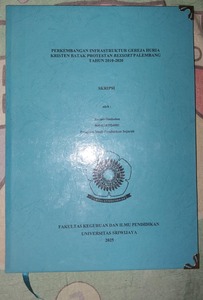 PERKEMBANGAN INFRASTRUKTUR GEREJA HURIA
KRISTEN BATAK PROTESTAN RESSORT PALEMBANG
TAHUN 2010-2020
SKRIPSI
oleh :
FAKULTAS KEGURUAN DAN ILMU PENDIDIKAN
UNIVERSITAS SRIWIJAYA
2025